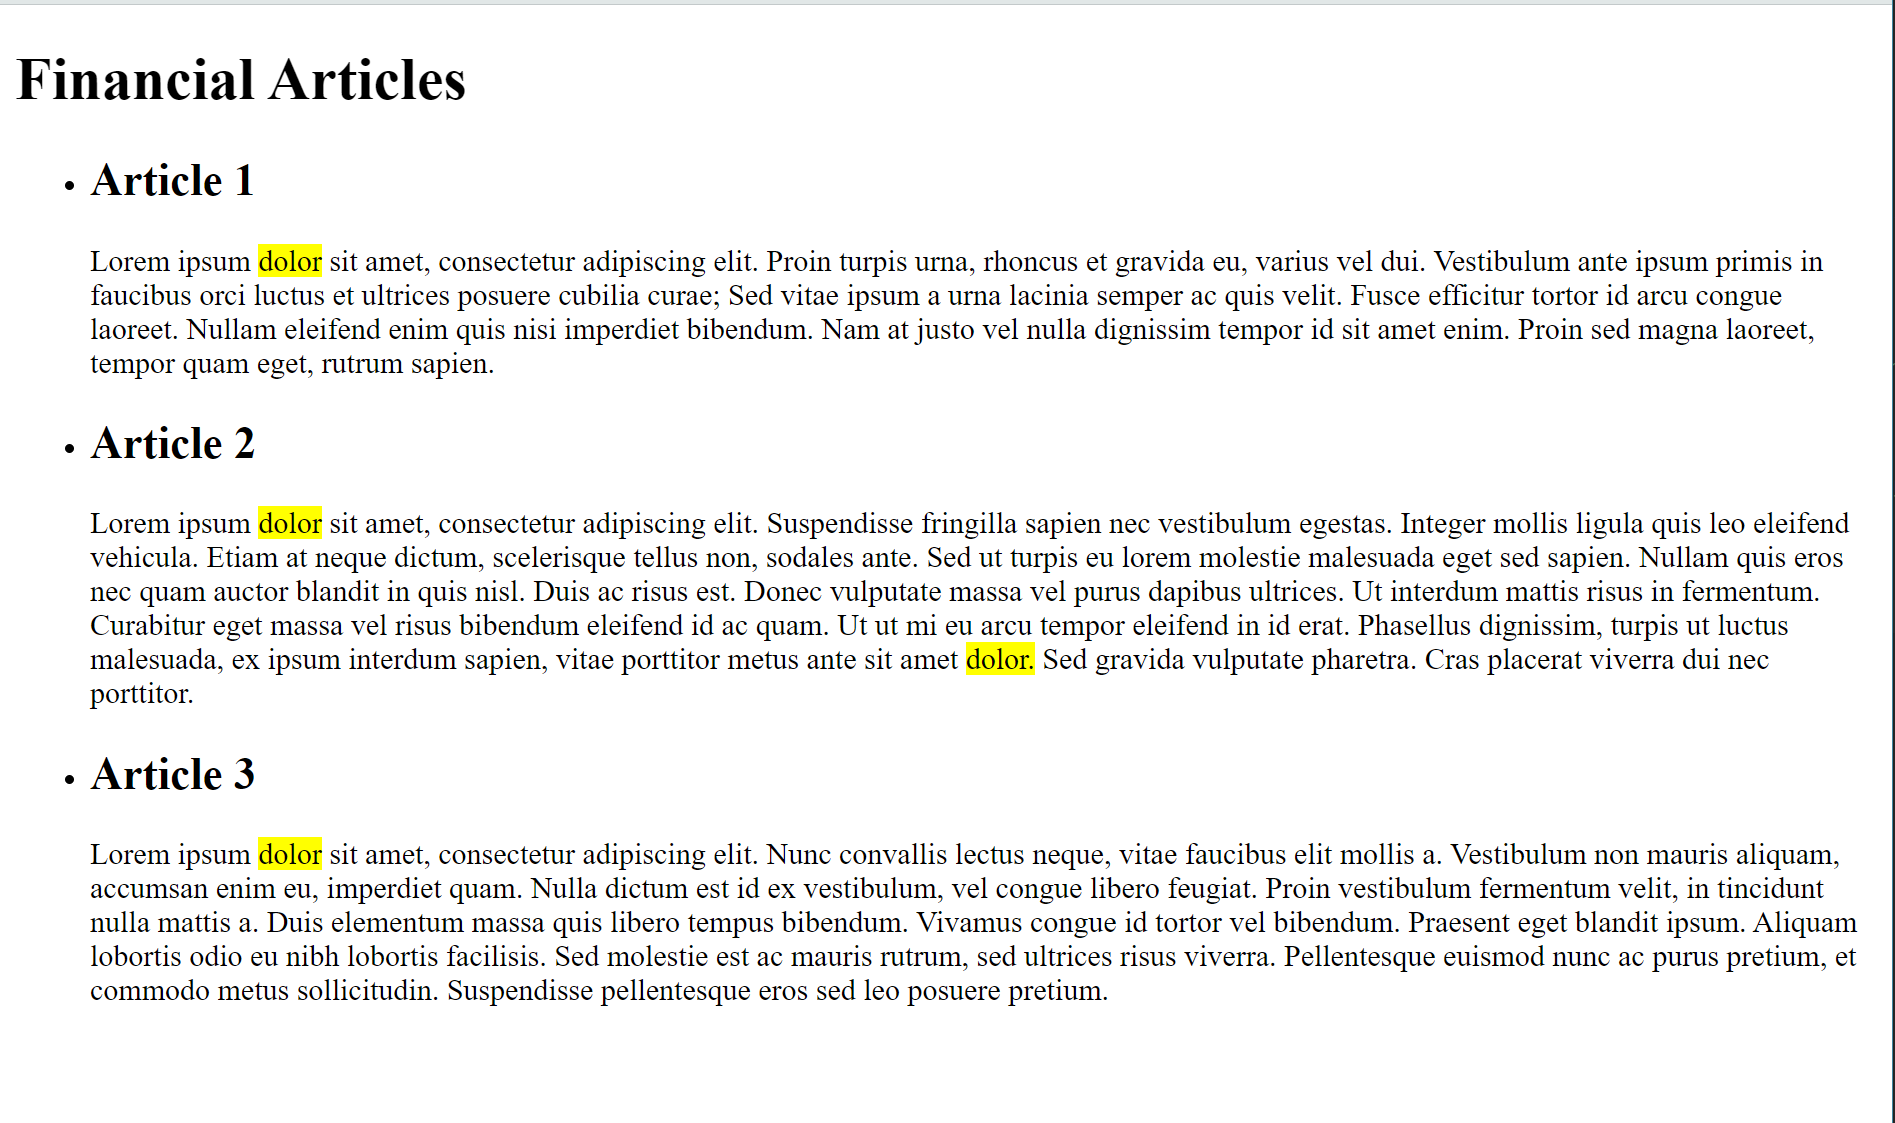 Financial Articles
Article 1
Lorem ipsum dolor sit amet, consectetur adipiscing elit. Proin turpis urna, rhoncus et gravida eu, varius vel dui. Vestibulum ante ipsum primis in
faucibus orci luctus et ultrices posuere cubilia curae; Sed vitae ipsum a urna lacinia semper ac quis velit. Fusce efficitur tortor id arcu congue
laoreet. Nullam eleifend enim quis nisi imperdiet bibendum. Nam at justo vel nulla dignissim tempor id sit amet enim. Proin sed magna laoreet,
tempor quam eget, rutrum sapien.
Article 2
Lorem ipsum dolor sit amet, consectetur adipiscing elit. Suspendisse fringilla sapien nec vestibulum egestas. Integer mollis ligula quis leo eleifend
vehicula. Etiam at neque dictum, scelerisque tellus non, sodales ante. Sed ut turpis eu lorem molestie malesuada eget sed sapien. Nullam quis eros
nec quam auctor blandit in quis nisl. Duis ac risus est. Donec vulputate massa vel purus dapibus ultrices. Ut interdum mattis risus in fermentum.
Curabitur eget massa vel risus bibendum eleifend id ac quam. Ut ut mi eu arcu tempor eleifend in id erat. Phasellus dignissim, turpis ut luctus
malesuada, ex ipsum interdum sapien, vitae porttitor metus ante sit amet dolor. Sed gravida vulputate pharetra. Cras placerat viverra dui nec
porttitor.
Article 3
Lorem ipsum dolor sit amet, consectetur adipiscing elit. Nunc convallis lectus neque, vitae faucibus elit mollis a. Vestibulum non mauris aliquam,
accumsan enim eu, imperdiet quam. Nulla dictum est id ex vestibulum, vel congue libero feugiat. Proin vestibulum fermentum velit, in tincidunt
nulla mattis a. Duis elementum massa quis libero tempus bibendum. Vivamus congue id tortor vel bibendum. Praesent eget blandit ipsum. Aliquam
lobortis odio eu nibh lobortis facilisis. Sed molestie est ac mauris rutrum, sed ultrices risus viverra. Pellentesque euismod nunc ac purus pretium, et
commodo metus sollicitudin. Suspendisse pellentesque eros sed leo posuere pretium.